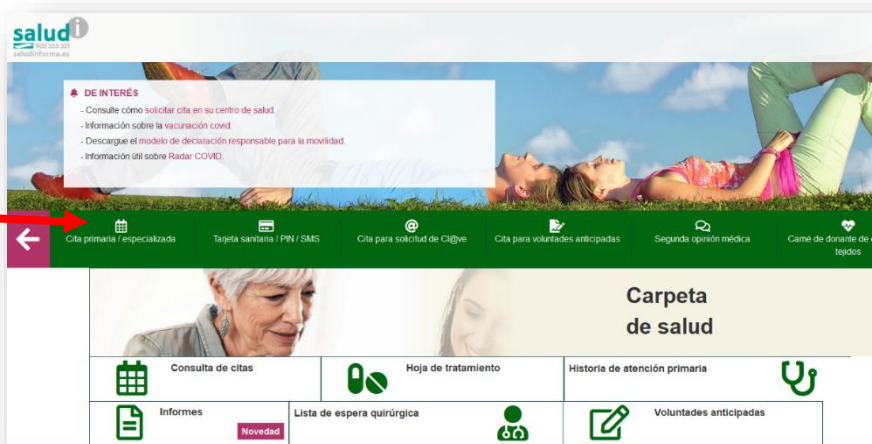 salud i
902 555 321
saludinforma.es
DE INTERÉS
- Consulte cómo solicitar cita en su centro de salud.
- Información sobre la vacunación covid.
- Descargue el modelo de declaración responsable para la movilidad.
- Información útil sobre Radar COVID.
Cita primaria / especializada
Tarjeta sanitaria / PIN / SMS
@
Cita para solicitud de Cl@ve
Cita para voluntades anticipadas
Segunda opinión médica
Carné de donante de
tejidos
Carpeta
de salud
Consulta de citas
Hoja de tratamiento
Historia de atención primaria
Informes
Novedad
Lista de espera quirúrgica
Voluntades anticipadas